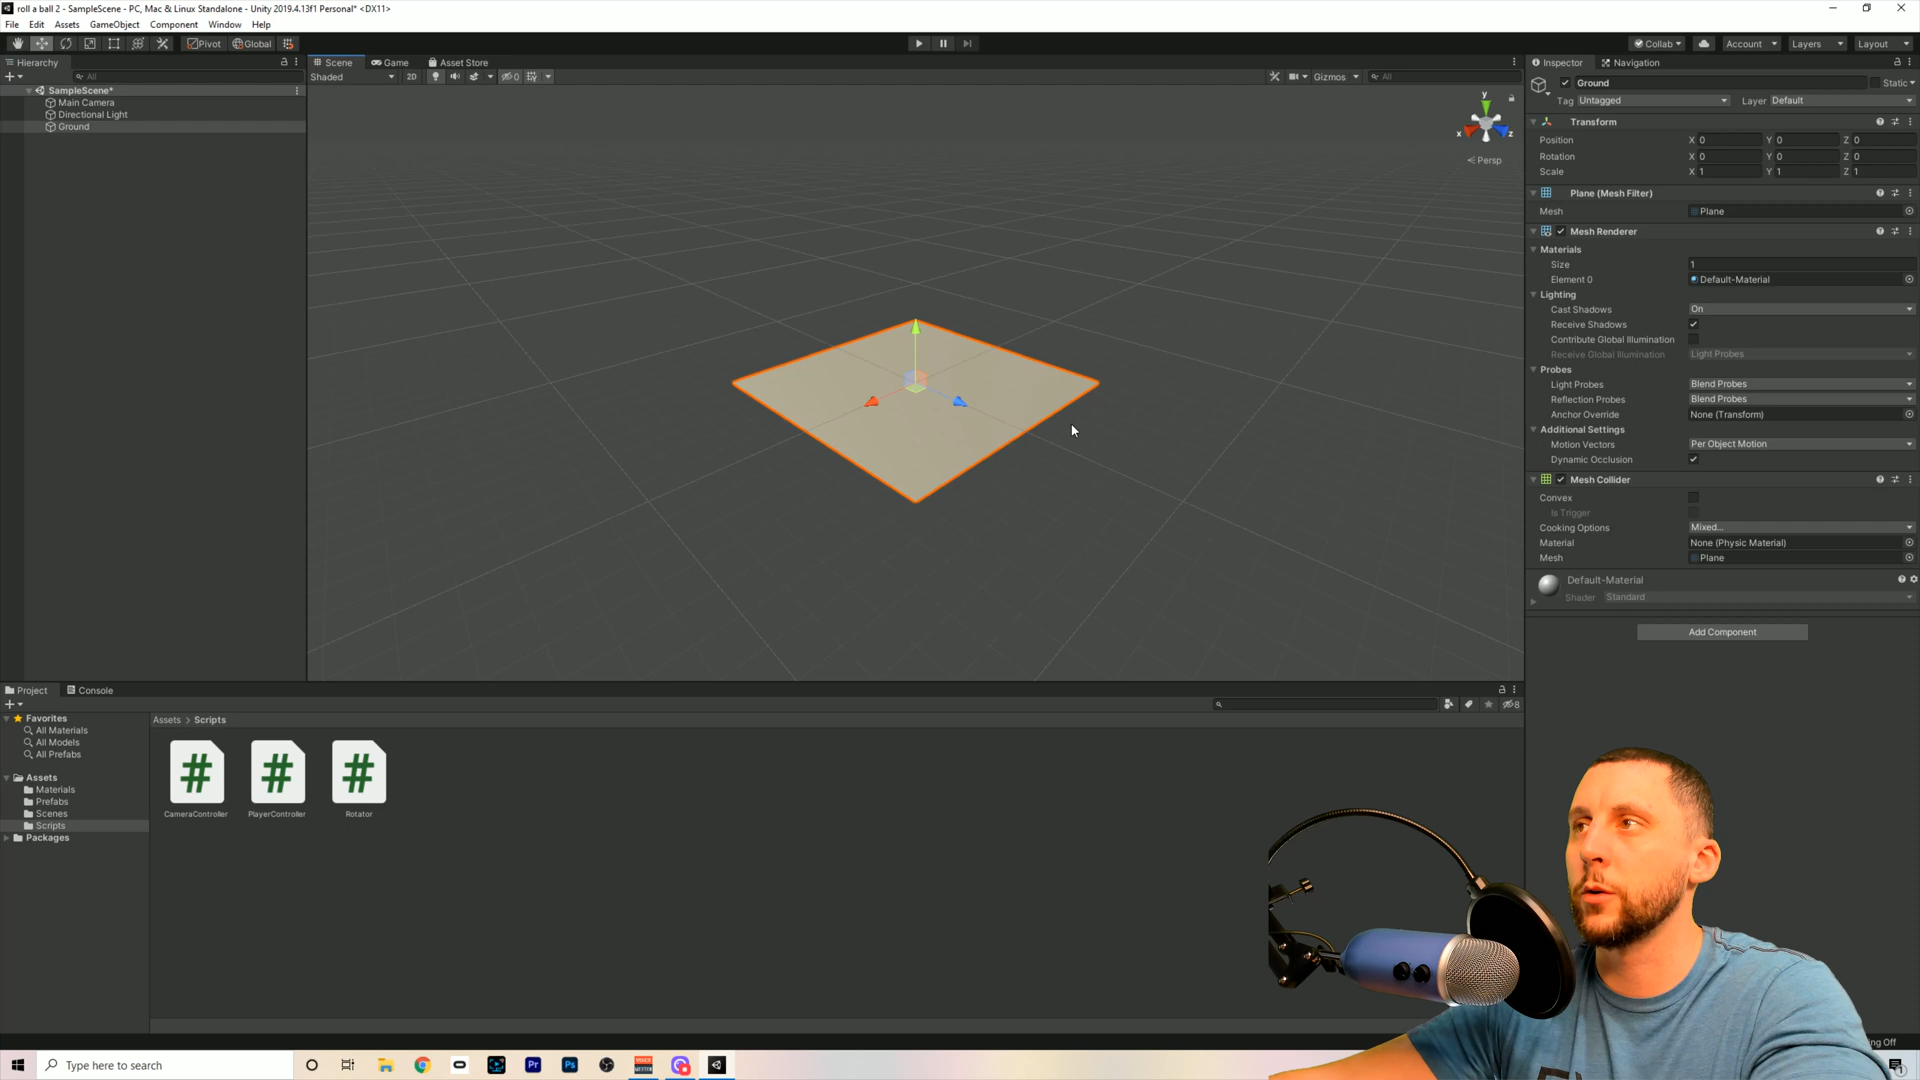 roll a ball 2 - SampleScene - PC, Mac & Linux Standalone - Unity 2019.4.13f1 Personal* <DX11>
File Edit Assets GameObject Component Window Help
Pivot Global Collab Account Layers Layout
Hierarchy
All
SampleScene*
Main Camera
Directional Light
Ground
Scene Game Asset Store
Shaded 2D 0 Gizmos All
y
x z
Persp
Inspector Navigation
Ground Static
Tag Untagged Layer Default
Transform
Position X 0 Y 0 Z 0
Rotation X 0 Y 0 Z 0
Scale X 1 Y 1 Z 1
Plane (Mesh Filter)
Mesh Plane
Mesh Renderer
Materials
Size 1
Element 0 Default-Material
Lighting
Cast Shadows On
Receive Shadows
Contribute Global Illumination
Receive Global Illumination Light Probes
Probes
Light Probes Blend Probes
Reflection Probes Blend Probes
Anchor Override None (Transform)
Additional Settings
Motion Vectors Per Object Motion
Dynamic Occlusion
Mesh Collider
Convex
Is Trigger
Cooking Options Mixed...
Material None (Physic Material)
Mesh Plane
Default-Material
Shader Standard
Add Component
Project Console
8
Favorites
All Materials
All Models
All Prefabs
Assets
Materials
Prefabs
Scenes
Scripts
Packages
Assets > Scripts
CameraController PlayerController Rotator
Type here to search
Pr Ps
ng Off